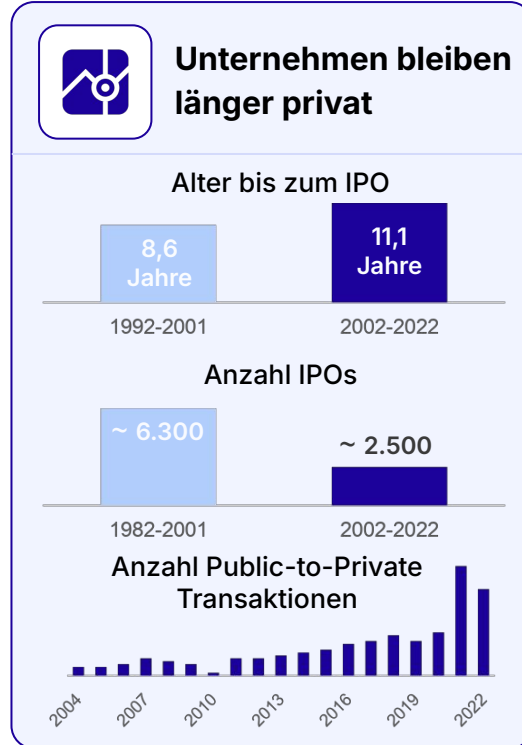 Unternehmen bleiben
länger privat
Alter bis zum IPO
8,6
Jahre
11,1
Jahre
1992-2001
2002-2022
Anzahl IPOs
~ 6.300
~ 2.500
1982-2001
2002-2022
Anzahl Public-to-Private
Transaktionen
2004
2007
2010
2013
2016
2019
2022